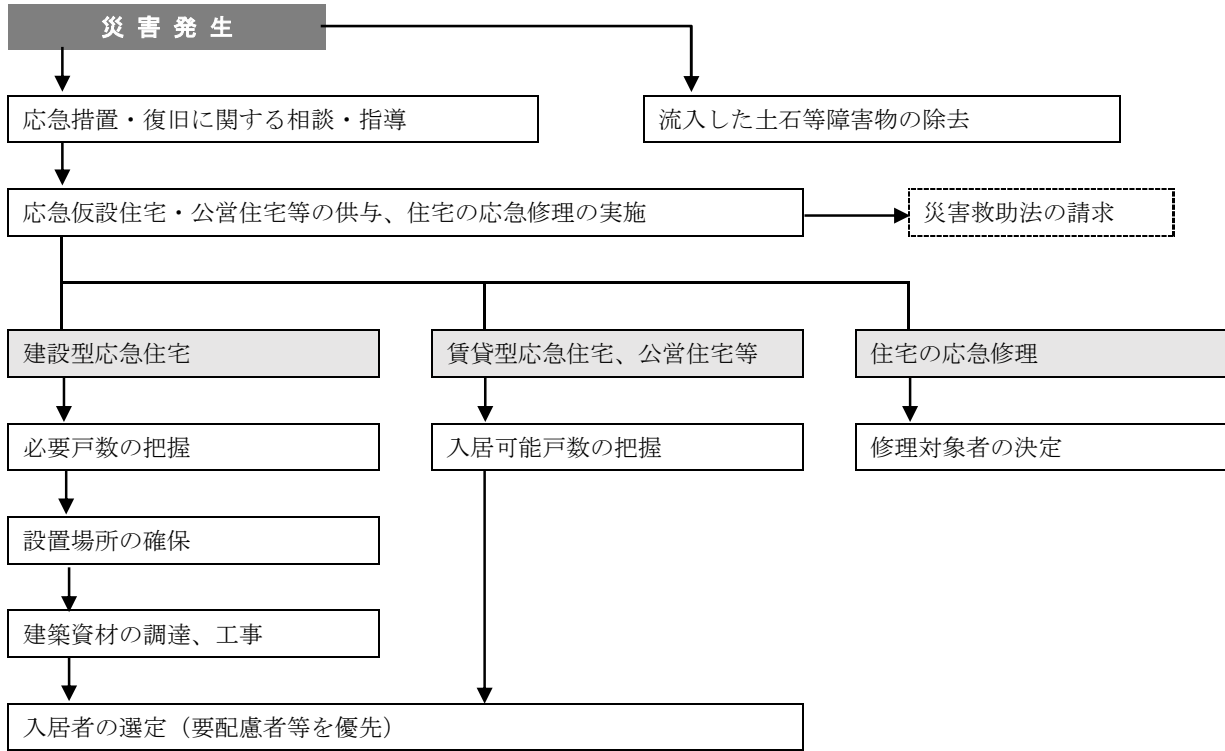 災害発生
応急措置・復旧に関する相談・指導
流入した土石等障害物の除去
応急仮設住宅・公営住宅等の供与、住宅の応急修理の実施
災害救助法の請求
建設型応急住宅
賃貸型応急住宅、公営住宅等
住宅の応急修理
必要戸数の把握
入居可能戸数の把握
修理対象者の決定
設置場所の確保
建築資材の調達、工事
入居者の選定（要配慮者等を優先）